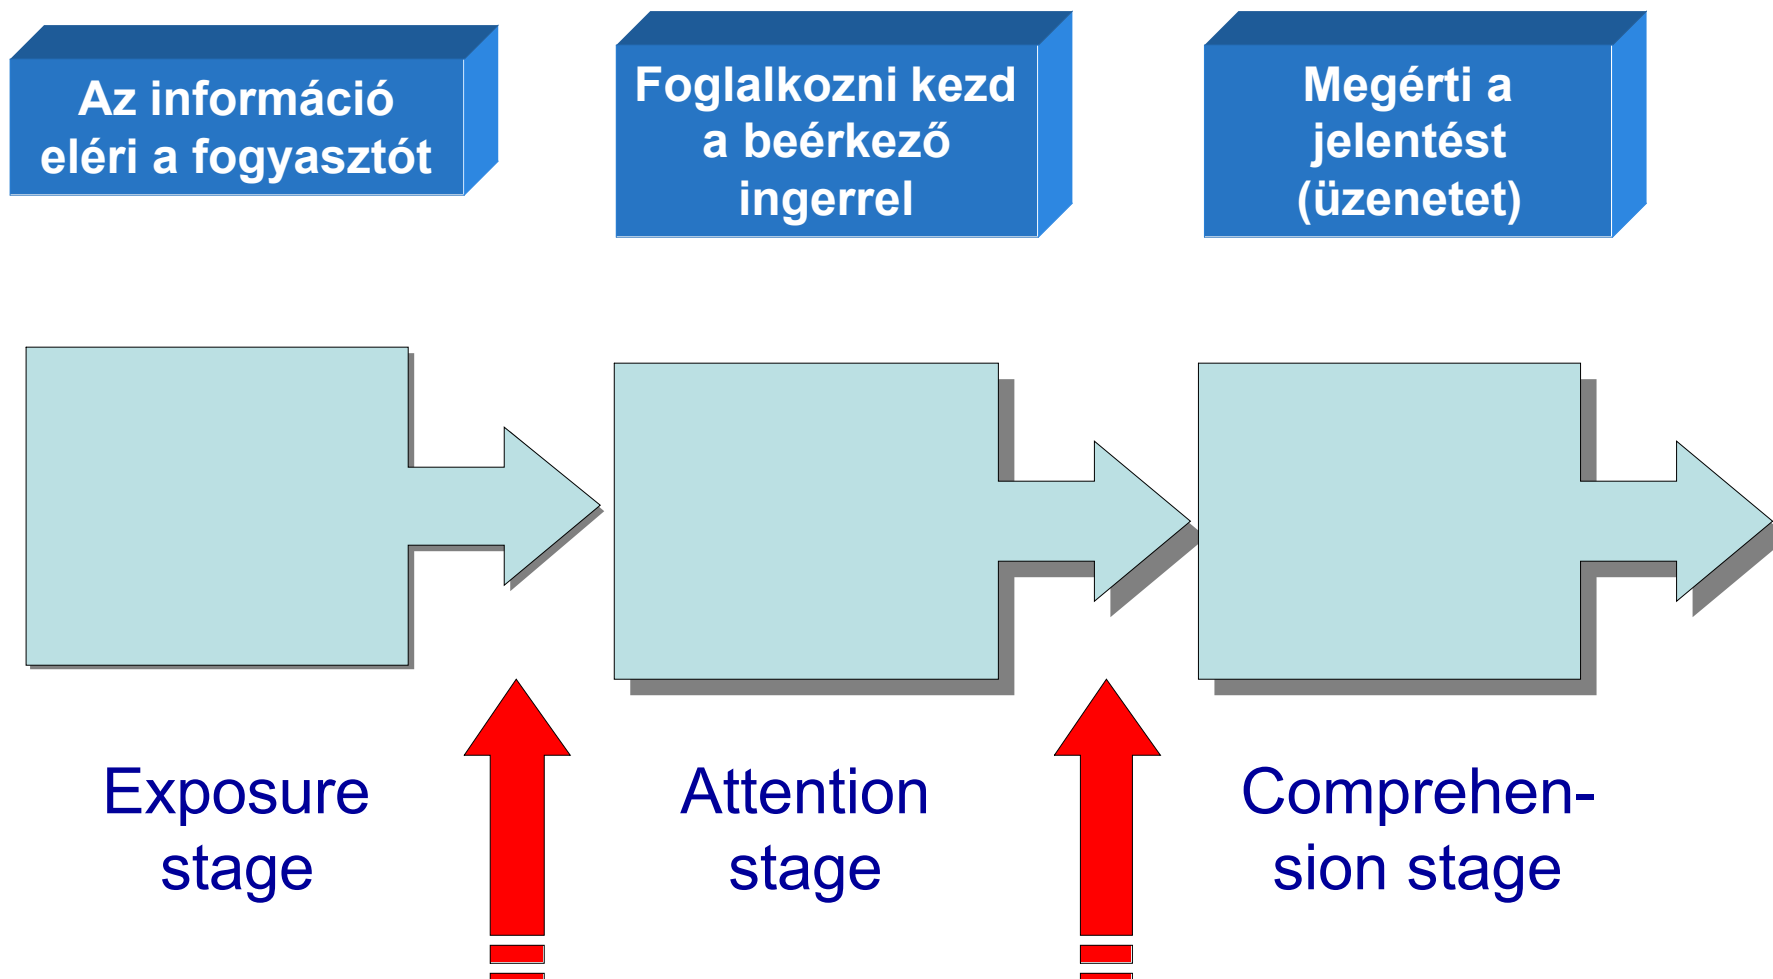 Az információ
eléri a fogyasztót
Foglalkozni kezd
a beérkező
ingerrel
Megérti a
jelentést
(üzenetet)
Exposure
stage
Attention
stage
Comprehen-
sion stage